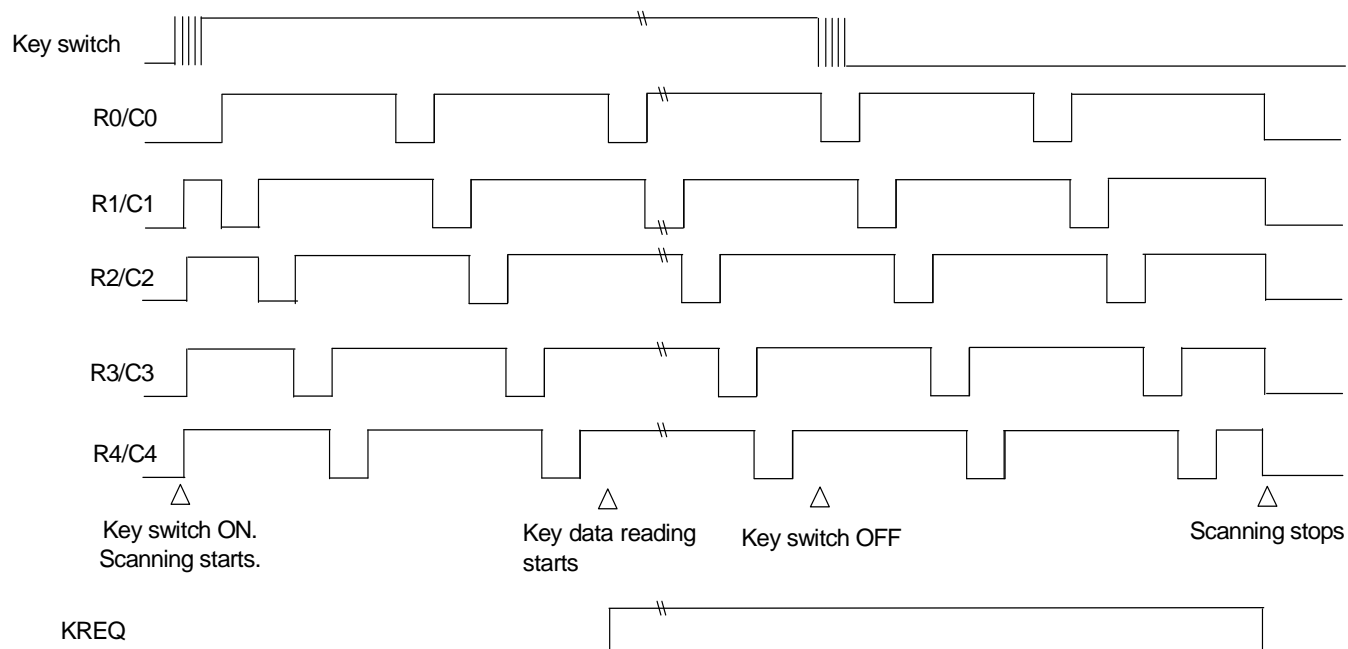 Key switch
R0/C0
R1/C1
R2/C2
R3/C3
R4/C4
Key switch ON.
Scanning starts.
Key data reading
starts
Key switch OFF
Scanning stops
KREQ